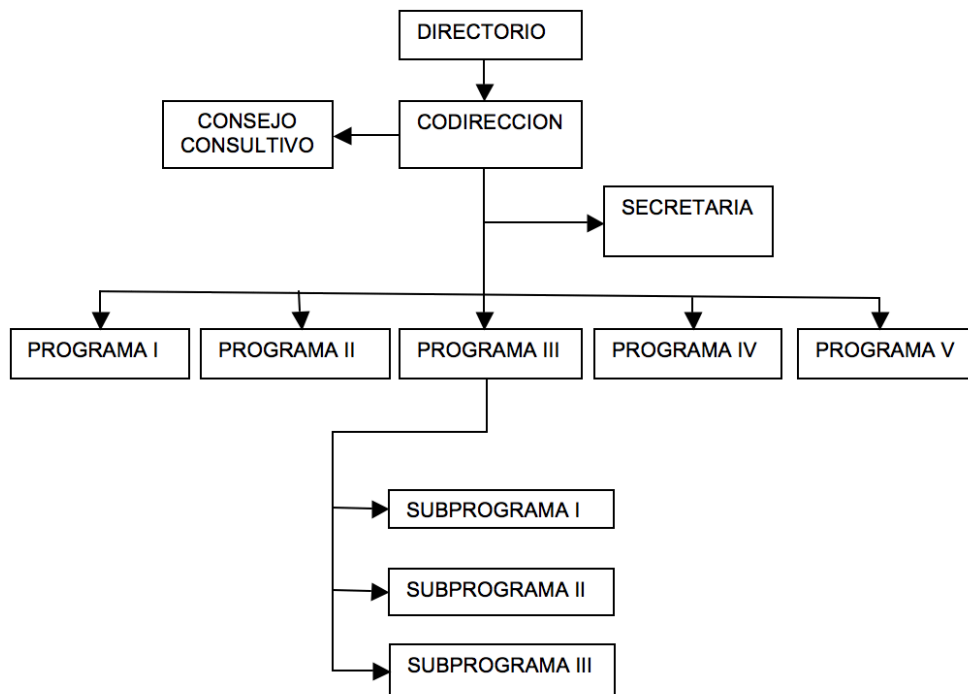 DIRECTORIO
CONSEJO
CONSULTIVO
CODIRECCION
SECRETARIA
PROGRAMA I
PROGRAMA II
PROGRAMA III
PROGRAMA IV
PROGRAMA V
SUBPROGRAMA I
SUBPROGRAMA II
SUBPROGRAMA III